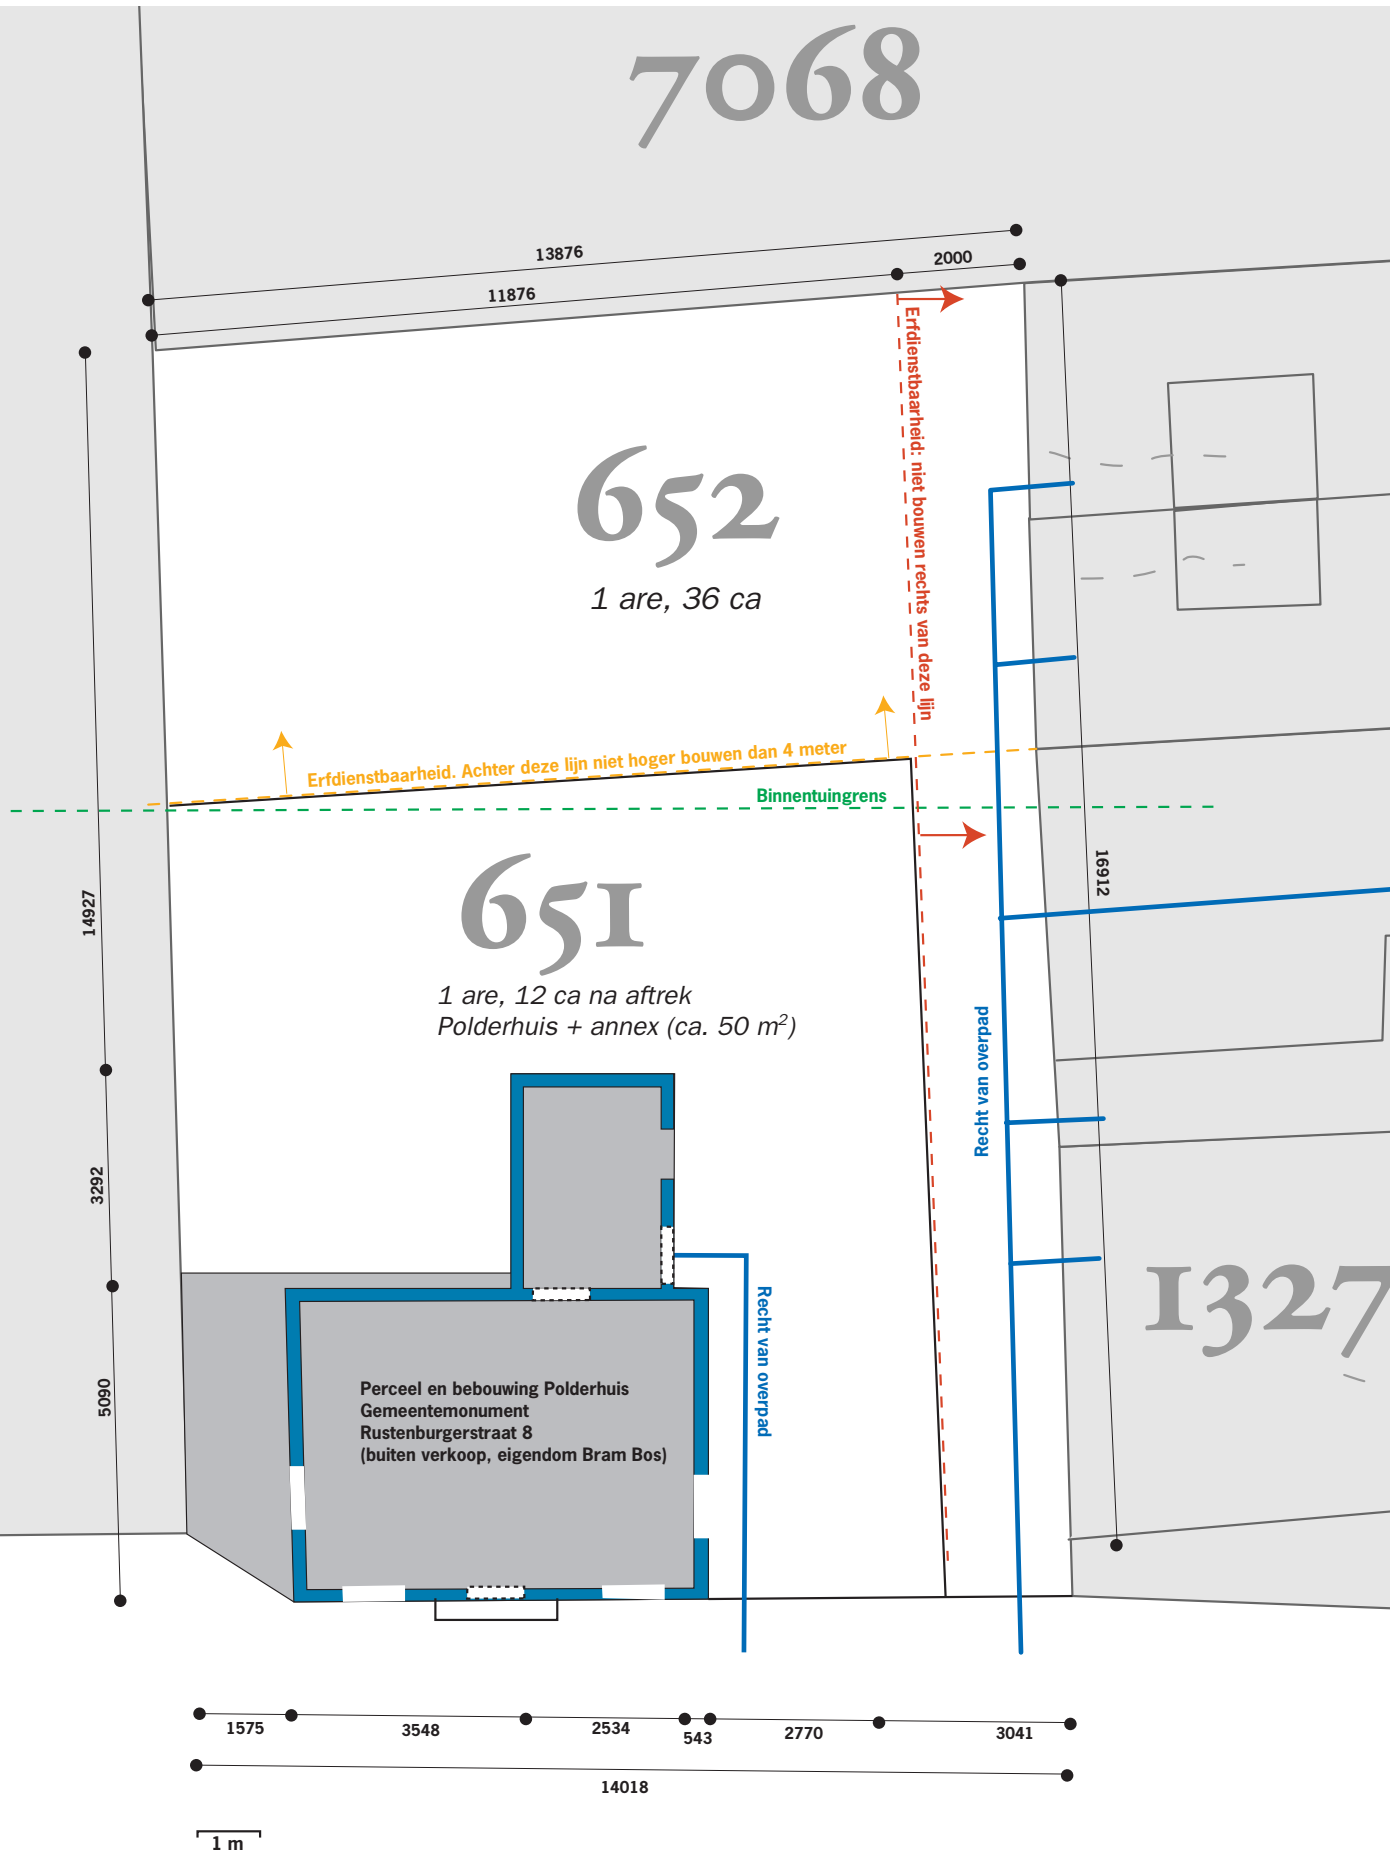 7068
13876
2000
11876
Erfdienstbaarheid: niet bouwen rechts van deze lijn
652
1 are, 36 ca
Erfdienstbaarheid. Achter deze lijn niet hoger bouwen dan 4 meter
Binnentuingrens
16912
14927
651
1 are, 12 ca na aftrek
Polderhuis + annex (ca. 50 m²)
Recht van overpad
3292
1327
Recht van overpad
5090
Perceel en bebouwing Polderhuis
Gemeentemonument
Rustenburgerstraat 8
(buiten verkoop, eigendom Bram Bos)
1575
3548
2534
543
2770
3041
14018
1 m